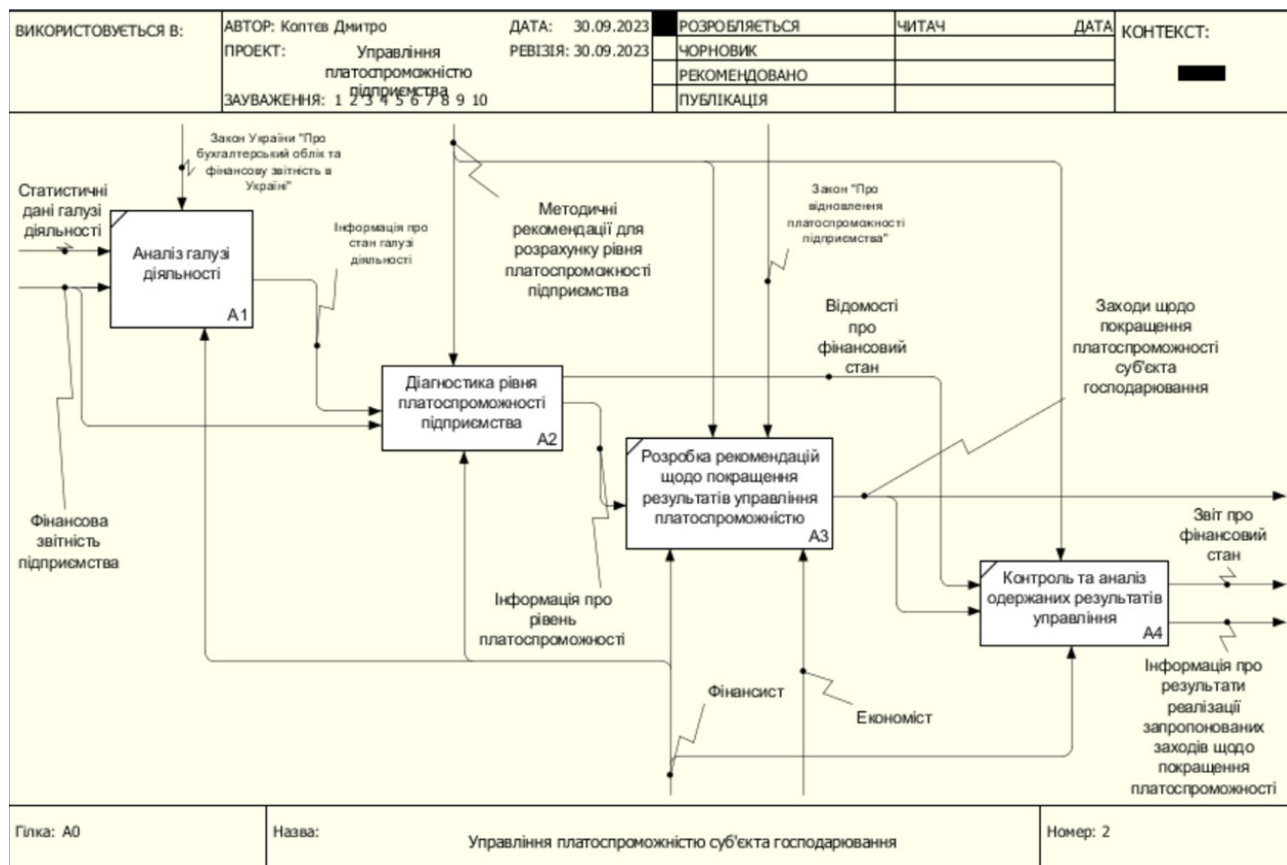 ВИКОРИСТОВУЄТЬСЯ В:
АВТОР: Коптєв Дмитро
ДАТА: 30.09.2023
ПРОЕКТ: Управління
платоспроможністю
підприємства
РЕВІЗІЯ: 30.09.2023
ЗАУВАЖЕННЯ: 1 2 3 4 5 6 7 8 9 10
РОЗРОБЛЯЄТЬСЯ
ЧОРНОВИК
РЕКОМЕНДОВАНО
ПУБЛІКАЦІЯ
ЧИТАЧ
ДАТА
КОНТЕКСТ:
Закон України "Про
бухгалтерський облік та
фінансову звітність в
Україні"
Статистичні
дані галузі
діяльності
Аналіз галузі
діяльності
A1
Інформація про
стан галузі
діяльності
Методичні
рекомендації для
розрахунку рівня
платоспроможності
підприємства
Закон "Про
відновлення
платоспроможності
підприємства"
Відомості
про
фінансовий
стан
Заходи щодо
покращення
платоспроможності
суб'єкта
господарювання
Діагностика рівня
платоспроможності
підприємства
A2
Розробка рекомендацій
щодо покращення
результатів управління
платоспроможністю
A3
Фінансова
звітність
підприємства
Звіт про
фінансовий
стан
Контроль та аналіз
одержаних результатів
управління
A4
Інформація про
рівень
платоспроможності
Фінансист
Економіст
Інформація про
результати
реалізації
запропонованих
заходів щодо
покращення
платоспроможності
Гілка: A0
Назва:
Управління платоспроможністю суб'єкта господарювання
Номер: 2